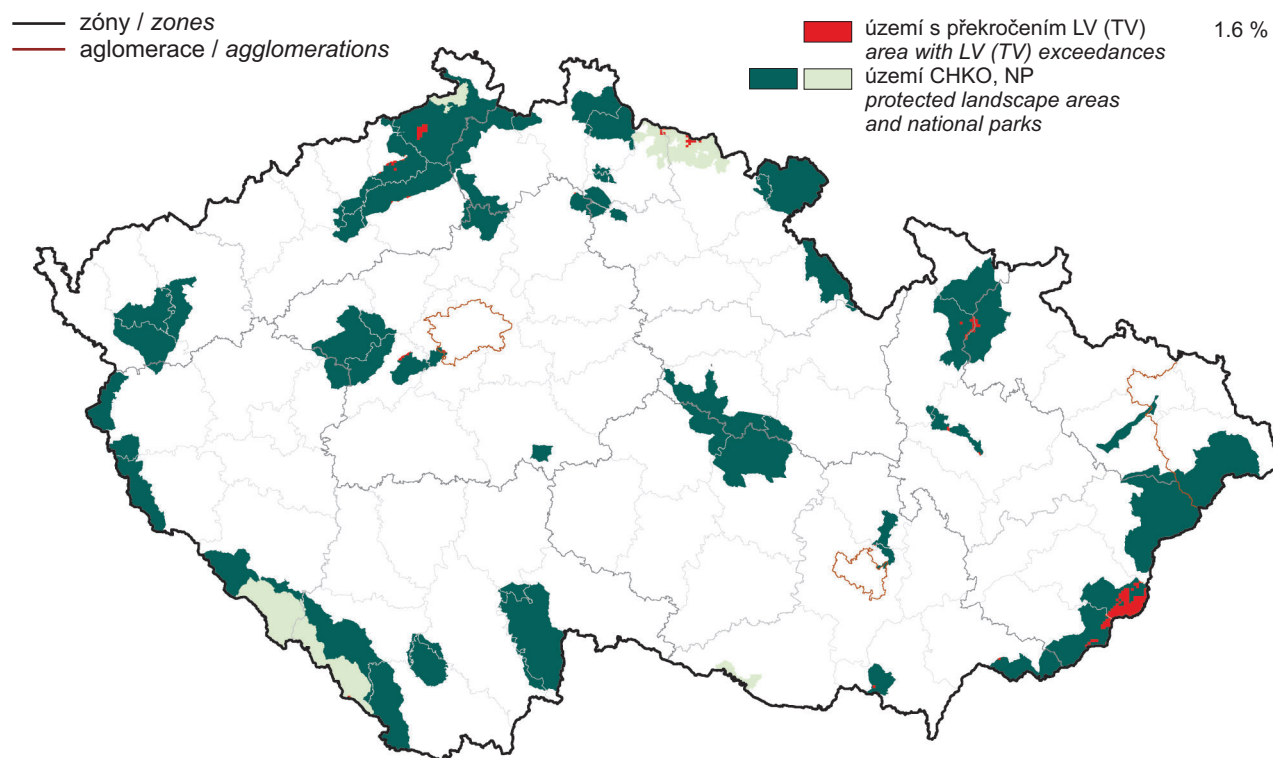 zóny / zones
aglomerace / agglomerations
území s překročením LV (TV) 1.6 %
area with LV (TV) exceedances
území CHKO, NP
protected landscape areas
and national parks